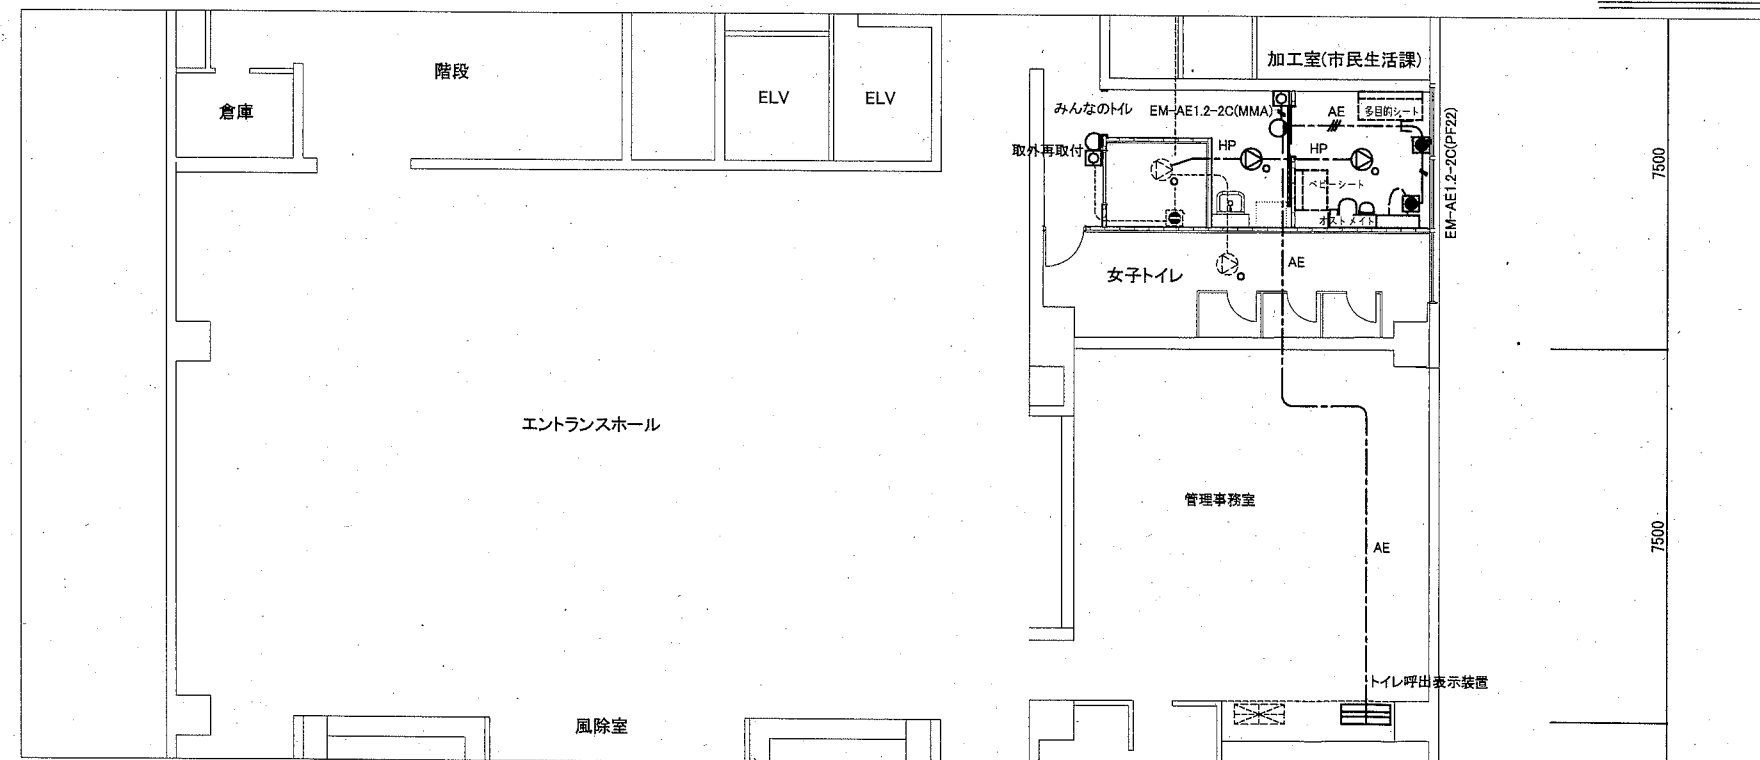 階段
加工室(市民生活課)
倉庫
ELV
ELV
みんなのトイレ
EM-AE1.2-2C(MMA)
AE
多目的シート
取外再取付
HP
HP
ベビーシート
オストメイト
EM-AE1.2-2C(PF22)
7500
女子トイレ
AE
エントランスホール
管理事務室
AE
7500
トイレ呼出表示装置
風除室